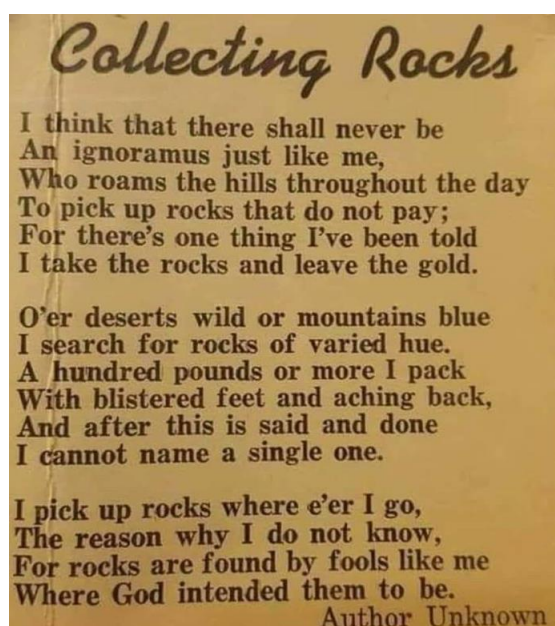 Collecting Rocks
I think that there shall never be
An ignoramus just like me,
Who roams the hills throughout the day
To pick up rocks that do not pay;
For there's one thing I've been told
I take the rocks and leave the gold.
O'er deserts wild or mountains blue
I search for rocks of varied hue.
A hundred pounds or more I pack
With blistered feet and aching back,
And after this is said and done
I cannot name a single one.
I pick up rocks where e'er I go,
The reason why I do not know,
For rocks are found by fools like me
Where God intended them to be.
Author Unknown